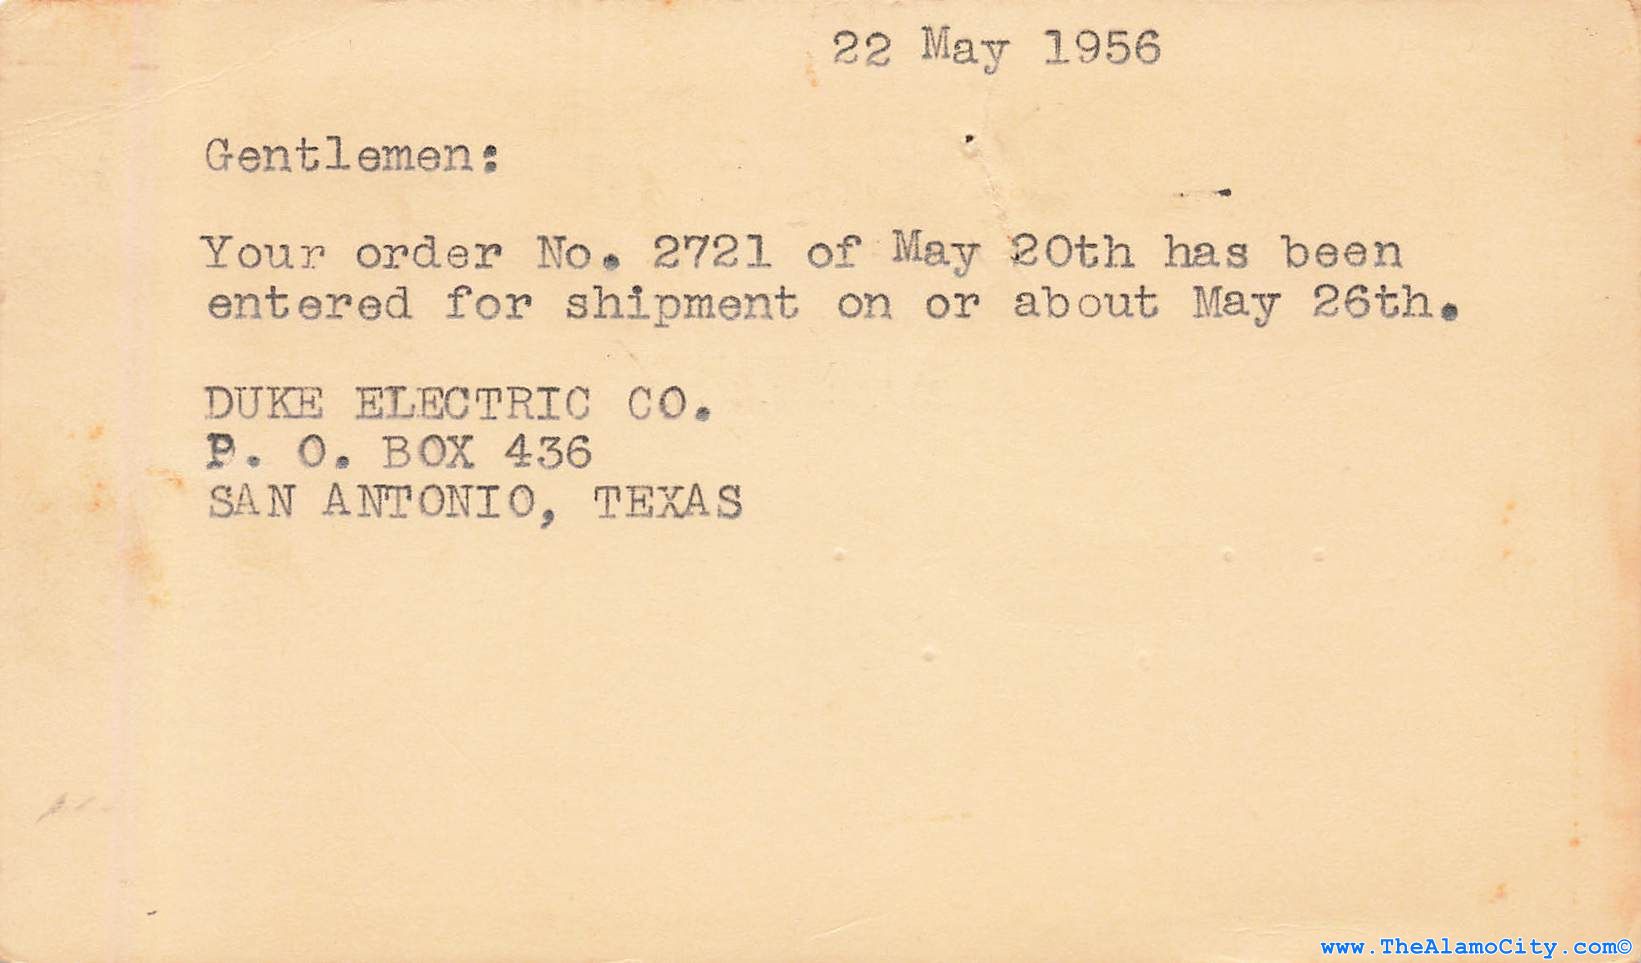 22 May 1956
Gentlemen:
Your order No. 2721 of May 20th has been
entered for shipment on or about May 26th.
DUKE ELECTRIC CO.
P. O. BOX 436
SAN ANTONIO, TEXAS
www.TheAlamoCity.com©